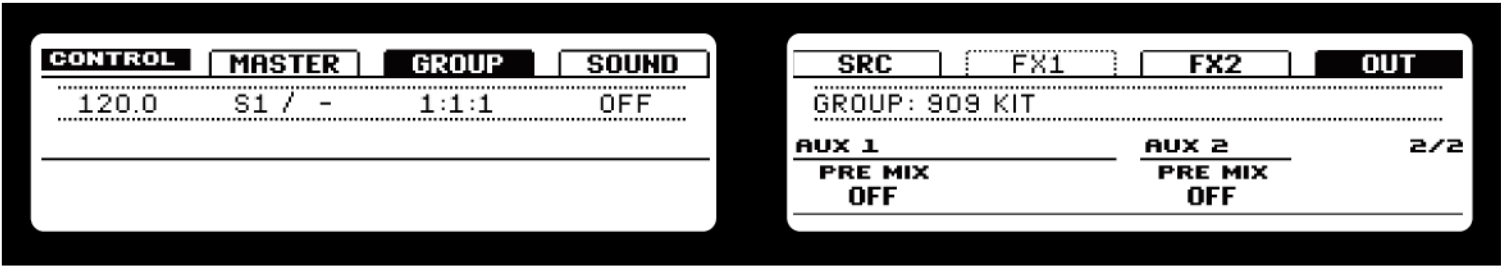 CONTROL MASTER GROUP SOUND
120.0 S1 / - 1:1:1 OFF
SRC FX1 FX2 OUT
GROUP: 909 KIT
AUX 1 AUX 2 2/2
PRE MIX PRE MIX
OFF OFF